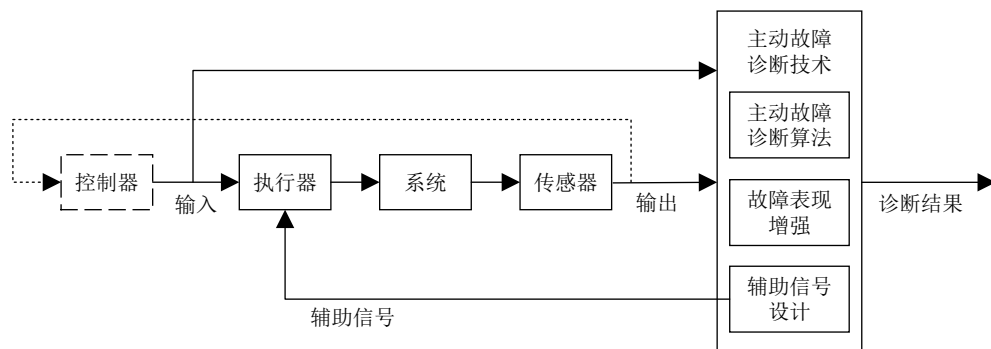 主动故障
诊断技术
主动故障
诊断算法
控制器
输入
执行器
系统
传感器
输出
故障表现
增强
诊断结果
辅助信号
辅助信号
设计